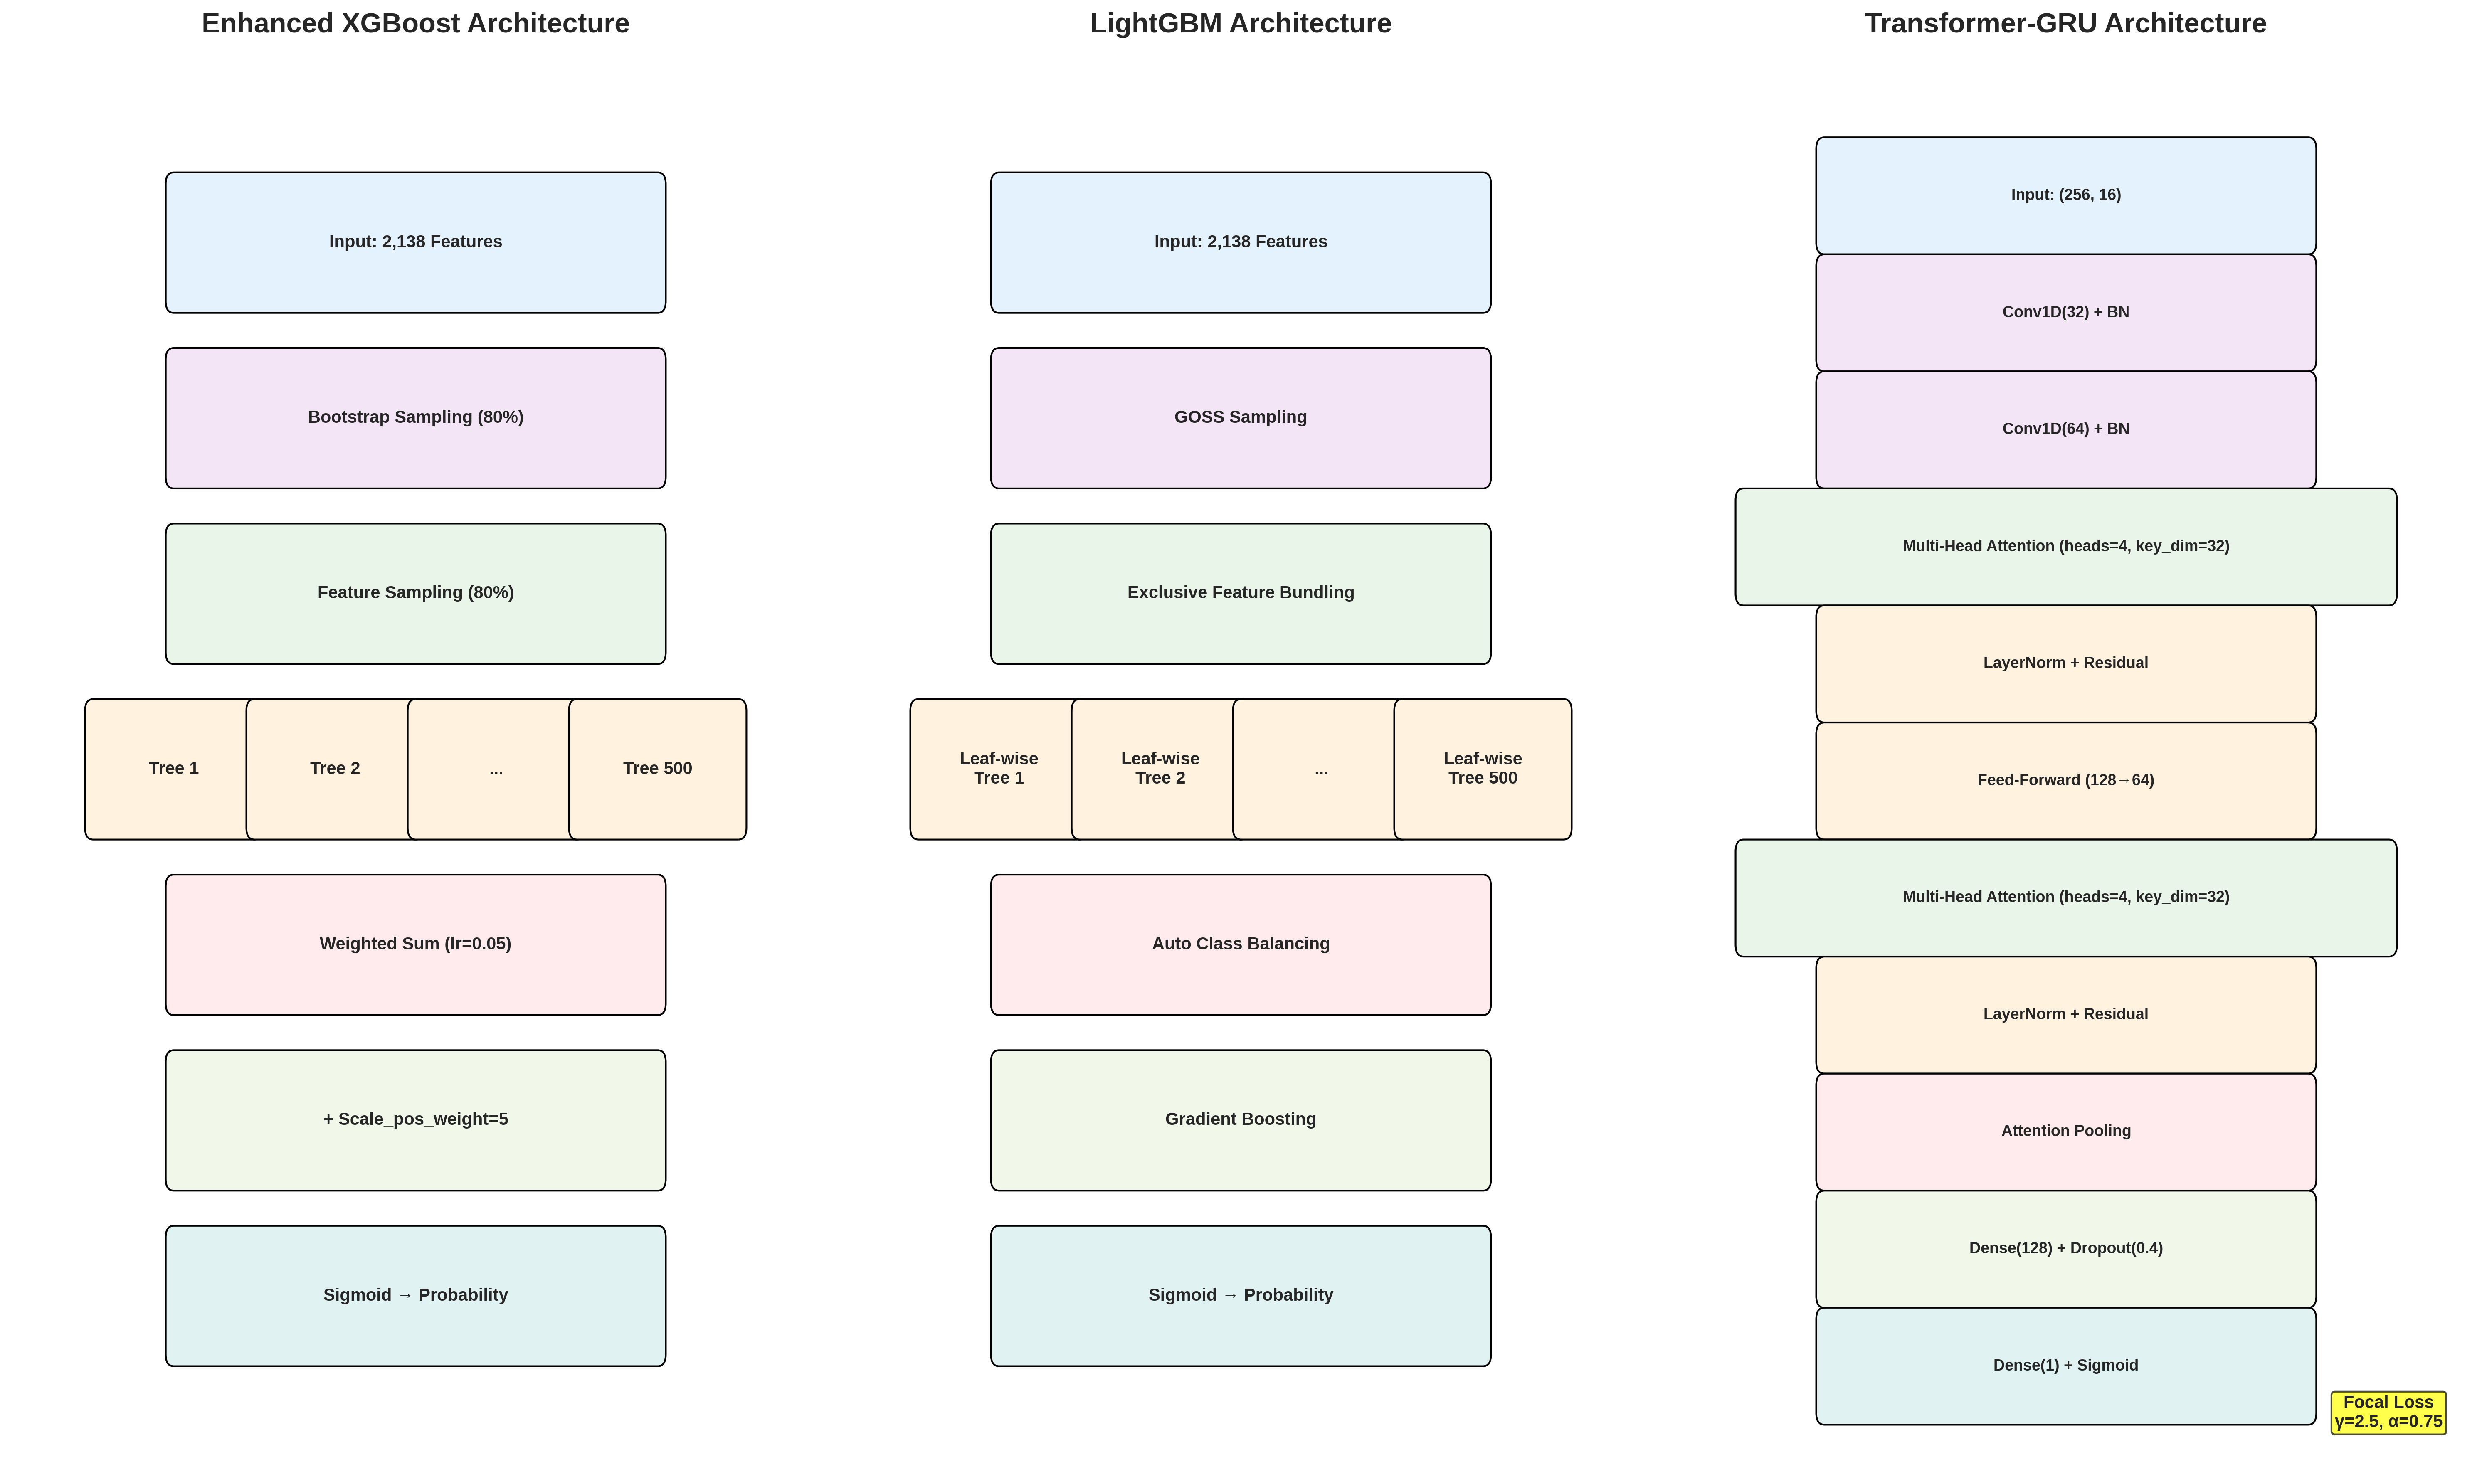 Enhanced XGBoost Architecture
Input: 2,138 Features
Bootstrap Sampling (80%)
Feature Sampling (80%)
Tree 1
Tree 2
...
Tree 500
Weighted Sum (lr=0.05)
+ Scale_pos_weight=5
Sigmoid → Probability
LightGBM Architecture
Input: 2,138 Features
GOSS Sampling
Exclusive Feature Bundling
Leaf-wise
Tree 1
Leaf-wise
Tree 2
...
Leaf-wise
Tree 500
Auto Class Balancing
Gradient Boosting
Sigmoid → Probability
Transformer-GRU Architecture
Input: (256, 16)
Conv1D(32) + BN
Conv1D(64) + BN
Multi-Head Attention (heads=4, key_dim=32)
LayerNorm + Residual
Feed-Forward (128→64)
Multi-Head Attention (heads=4, key_dim=32)
LayerNorm + Residual
Attention Pooling
Dense(128) + Dropout(0.4)
Dense(1) + Sigmoid
Focal Loss
γ=2.5, α=0.75